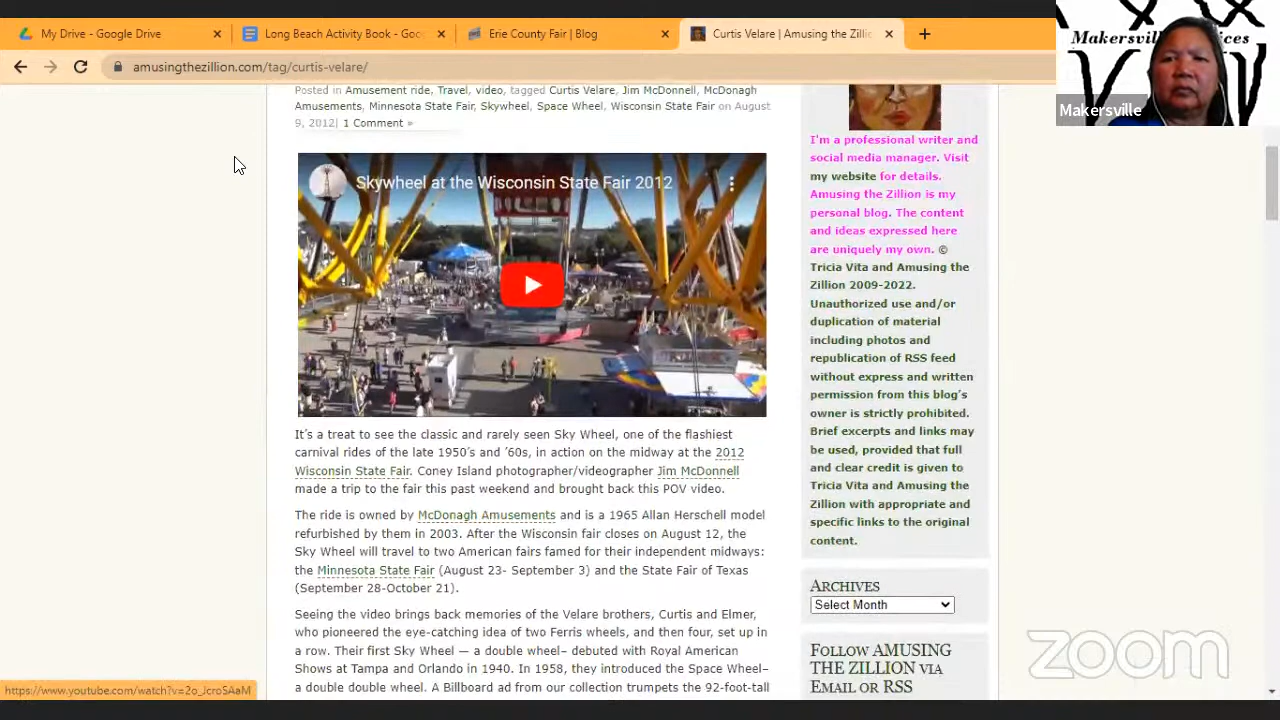 My Drive - Google Drive
Long Beach Activity Book - Goo
Erie County Fair | Blog
Curtis Velare | Amusing the Zillio
amusingthezillion.com/tag/curtis-velare/
Makersville
Posted in Amusement ride, Travel, video, tagged Curtis Velare, Jim McDonnell, McDonagh
Amusements, Minnesota State Fair, Skywheel, Space Wheel, Wisconsin State Fair on August
9, 2012| 1 Comment »
Skywheel at the Wisconsin State Fair 2012
It's a treat to see the classic and rarely seen Sky Wheel, one of the flashiest
carnival rides of the late 1950's and '60s, in action on the midway at the 2012
Wisconsin State Fair. Coney Island photographer/videographer Jim McDonnell
made a trip to the fair this past weekend and brought back this POV video.
The ride is owned by McDonagh Amusements and is a 1965 Allan Herschell model
refurbished by them in 2003. After the Wisconsin fair closes on August 12, the
Sky Wheel will travel to two American fairs famed for their independent midways:
the Minnesota State Fair (August 23- September 3) and the State Fair of Texas
(September 28-October 21).
Seeing the video brings back memories of the Velare brothers, Curtis and Elmer,
who pioneered the eye-catching idea of two Ferris wheels, and then four, set up in
a row. Their first Sky Wheel — a double wheel– debuted with Royal American
Shows at Tampa and Orlando in 1940. In 1958, they introduced the Space Wheel–
a double double wheel. A Billboard ad from our collection trumpets the 92-foot-tall
I'm a professional writer and
social media manager. Visit
my website for details.
Amusing the Zillion is my
personal blog. The content
and ideas expressed here
are uniquely my own. ©
Tricia Vita and Amusing the
Zillion 2009-2022.
Unauthorized use and/or
duplication of material
including photos and
republication of RSS feed
without express and written
permission from this blog's
owner is strictly prohibited.
Brief excerpts and links may
be used, provided that full
and clear credit is given to
Tricia Vita and Amusing the
Zillion with appropriate and
specific links to the original
content.
Archives
Select Month
Follow AMUSING
THE ZILLION via
Email or RSS
zoom